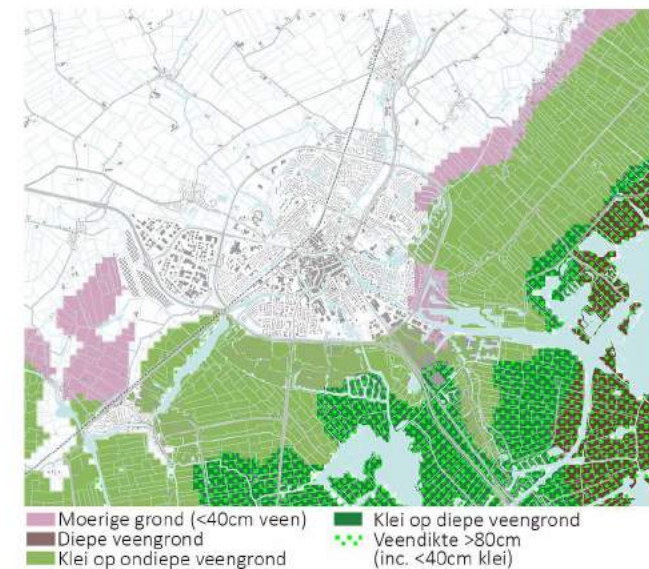 Moerige grond (<40cm veen)
Diepe veengrond
Klei op ondiepe veengrond
Klei op diepe veengrond
Veendikte >80cm
(inc. <40cm klei)